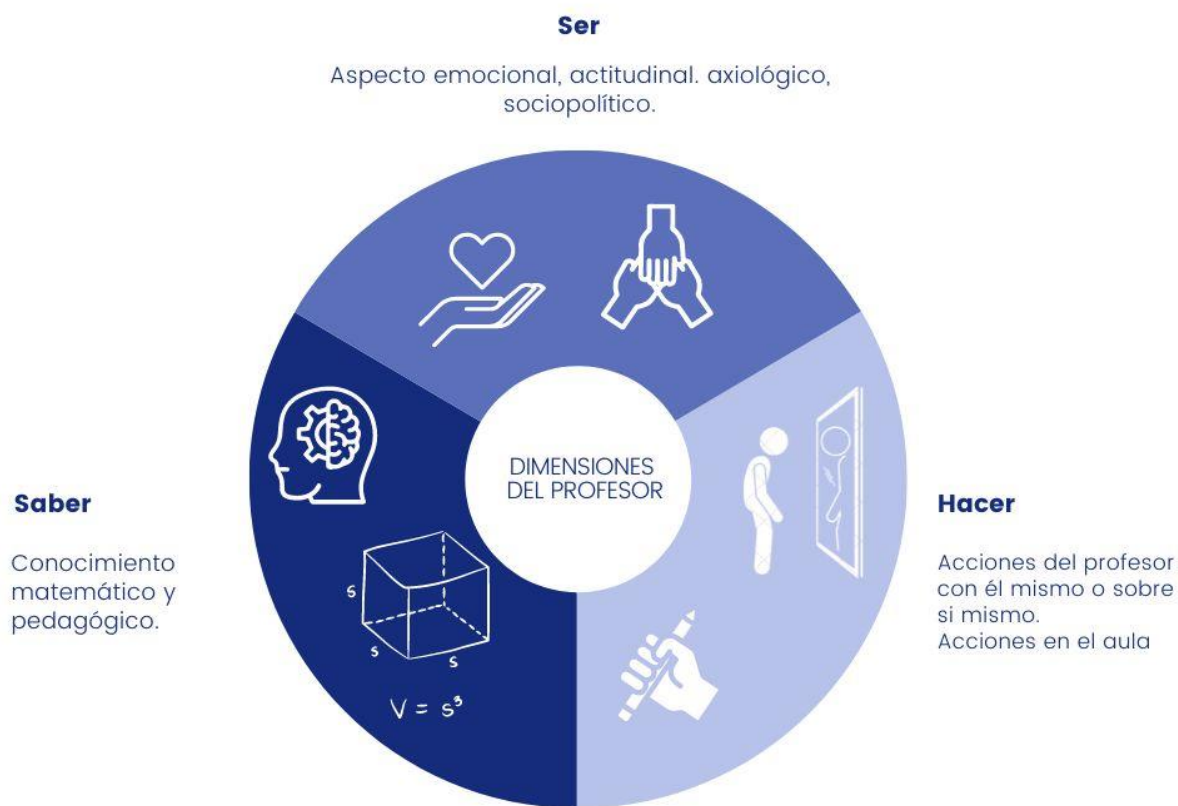 Ser
Aspecto emocional, actitudinal. axiológico,
sociopolítico.
DIMENSIONES
DEL PROFESOR
Saber
Conocimiento
matemático y
pedagógico.
s
s
s
V = s³
Hacer
Acciones del profesor
con él mismo o sobre
si mismo.
Acciones en el aula